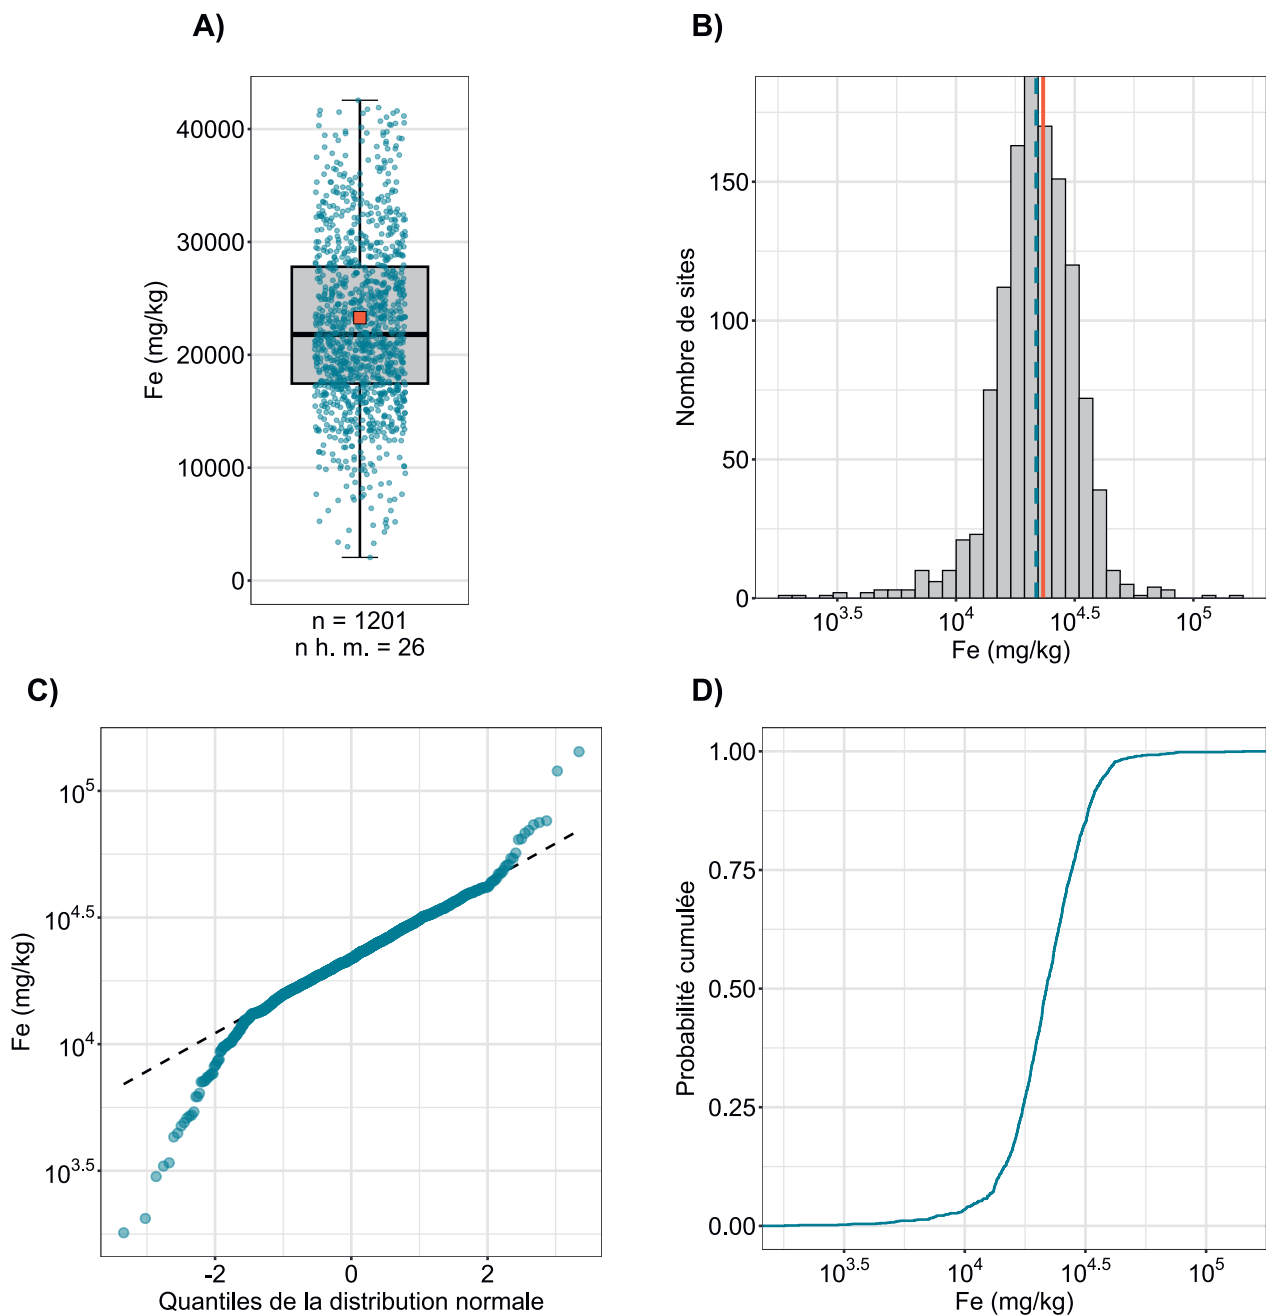 A)
Fe (mg/kg)
40000
30000
20000
10000
0
n = 1201
n h. m. = 26
B)
Nombre de sites
150
100
50
0
10^3.5
10^4
10^4.5
10^5
Fe (mg/kg)
C)
Fe (mg/kg)
10^5
10^4.5
10^4
10^3.5
-2
0
2
Quantiles de la distribution normale
D)
Probabilité cumulée
1.00
0.75
0.50
0.25
0.00
10^3.5
10^4
10^4.5
10^5
Fe (mg/kg)